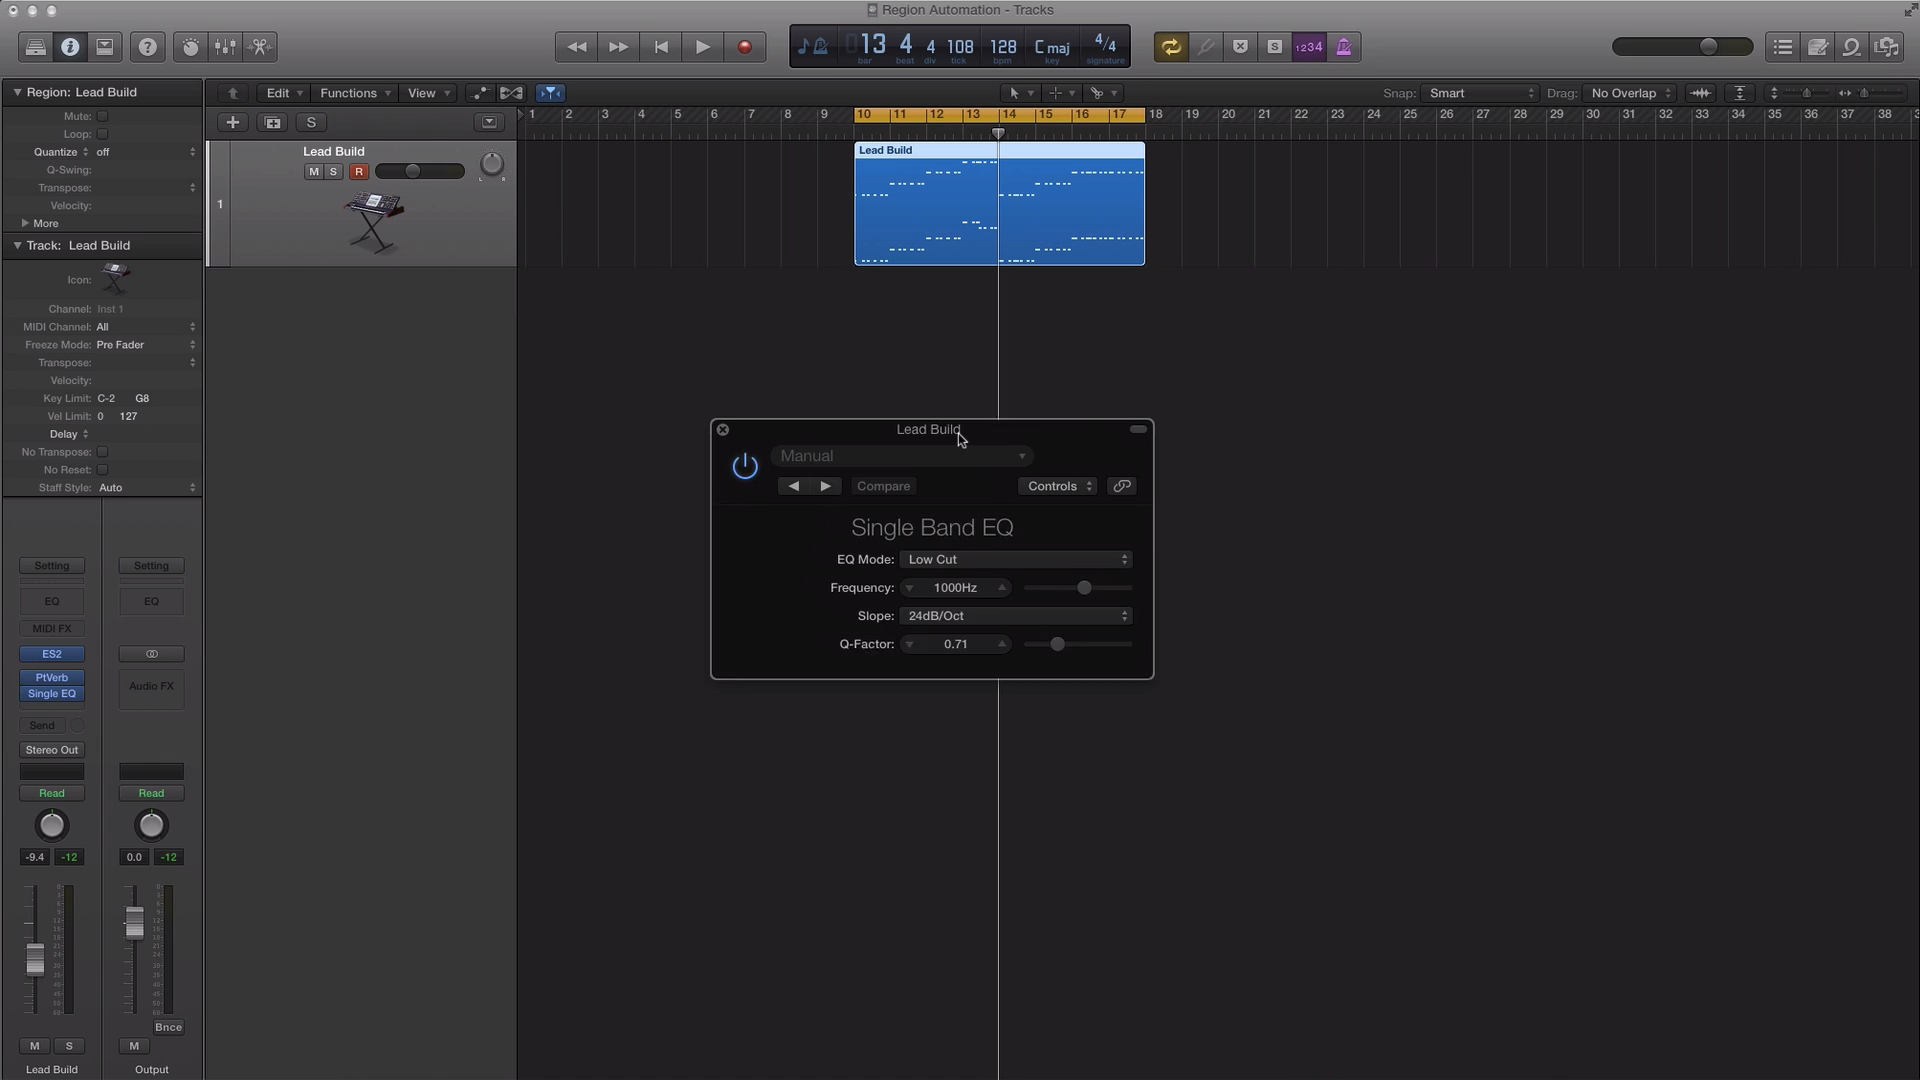 Region Automation - Tracks
13 4 4 108 128 C maj 4/4
bar beat div tick bpm key signature
S 1234
Region: Lead Build
Edit Functions View
Snap: Smart Drag: No Overlap
Mute:
Loop:
Quantize off
Q-Swing:
Transpose:
Velocity:
More
S
1 2 3 4 5 6 7 8 9 10 11 12 13 14 15 16 17 18 19 20 21 22 23 24 25 26 27 28 29 30 31 32 33 34 35 36 37 38
1
Lead Build
M S R
Lead Build
Track: Lead Build
Icon:
Channel: Inst 1
MIDI Channel: All
Freeze Mode: Pre Fader
Transpose:
Velocity:
Key Limit: C-2 G8
Vel Limit: 0 127
Delay
No Transpose:
No Reset:
Staff Style: Auto
Lead Build
Manual
Compare Controls
Single Band EQ
EQ Mode: Low Cut
Frequency: 1000Hz
Slope: 24dB/Oct
Q-Factor: 0.71
Setting Setting
EQ EQ
MIDI FX
ES2
PtVerb
Single EQ
Audio FX
Send
Stereo Out
Read Read
-9.4 -12 0.0 -12
Bnce
M S M
Lead Build Output